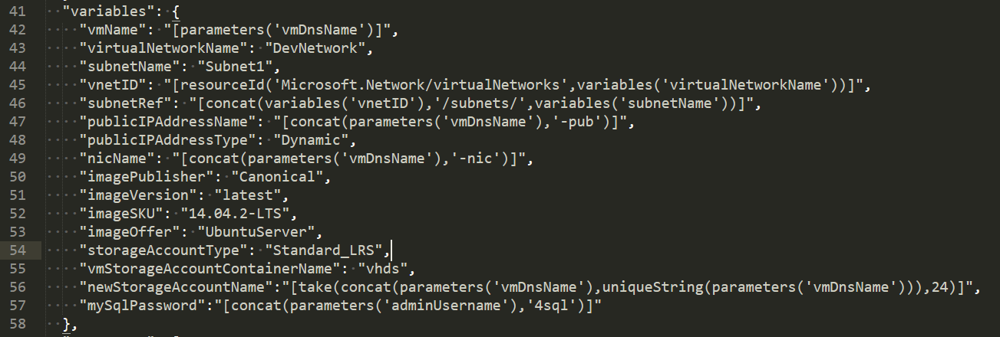 41 "variables": {
42 "vmName": "[parameters('vmDnsName')]",
43 "virtualNetworkName": "DevNetwork",
44 "subnetName": "Subnet1",
45 "vnetID": "[resourceId('Microsoft.Network/virtualNetworks',variables('virtualNetworkName'))]",
46 "subnetRef": "[concat(variables('vnetID'),'/subnets/',variables('subnetName'))]",
47 "publicIPAddressName": "[concat(parameters('vmDnsName'),'-pub')]",
48 "publicIPAddressType": "Dynamic",
49 "nicName": "[concat(parameters('vmDnsName'),'-nic')]",
50 "imagePublisher": "Canonical",
51 "imageVersion": "latest",
52 "imageSKU": "14.04.2-LTS",
53 "imageOffer": "UbuntuServer",
54 "storageAccountType": "Standard_LRS",
55 "vmStorageAccountContainerName": "vhds",
56 "newStorageAccountName":"[take(concat(parameters('vmDnsName'),uniqueString(parameters('vmDnsName'))),24)]",
57 "mySqlPassword":"[concat(parameters('adminUsername'),'4sql')]"
58 },